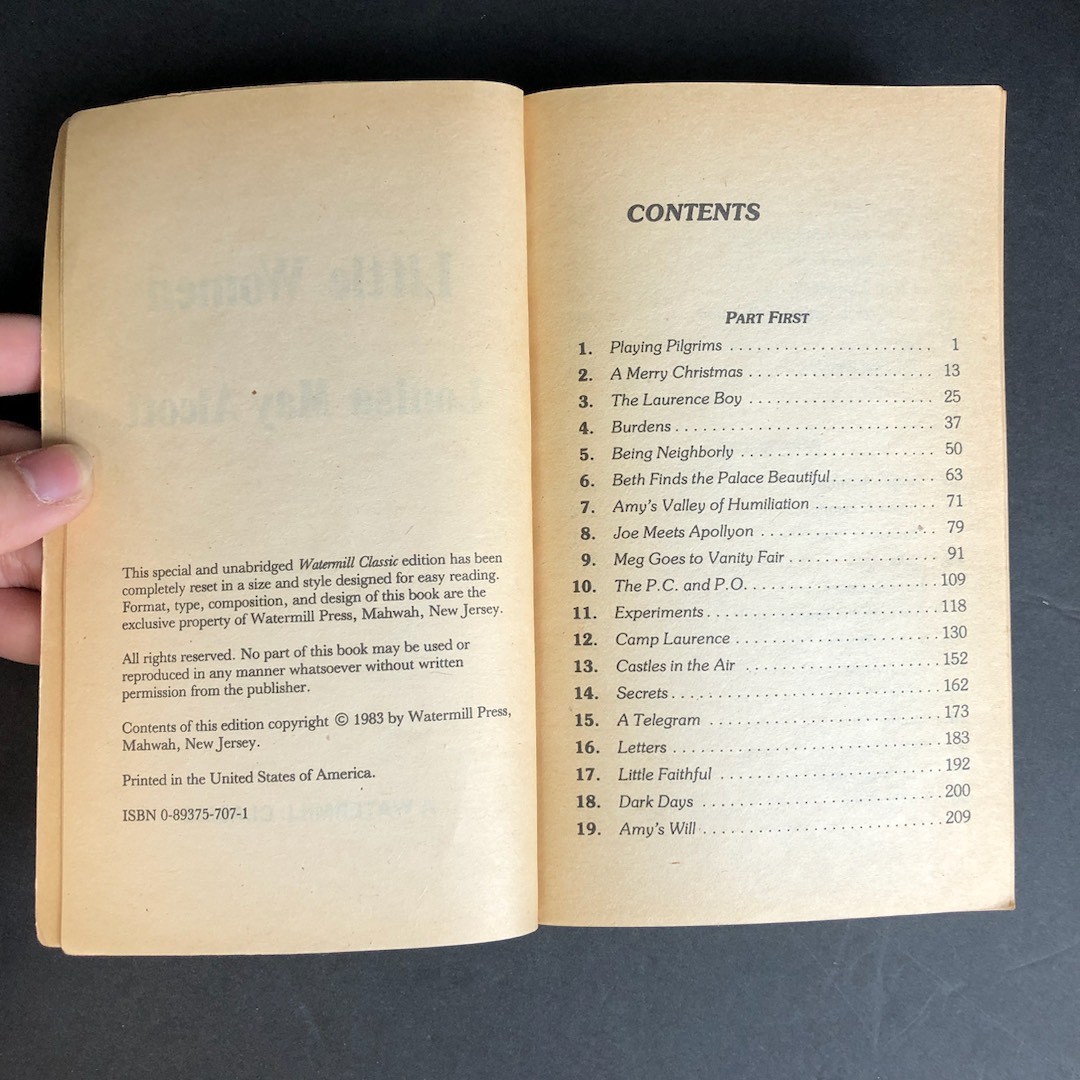 This special and unabridged Watermill Classic edition has been
completely reset in a size and style designed for easy reading.
Format, type, composition, and design of this book are the
exclusive property of Watermill Press, Mahwah, New Jersey.
All rights reserved. No part of this book may be used or
reproduced in any manner whatsoever without written
permission from the publisher.
Contents of this edition copyright © 1983 by Watermill Press,
Mahwah, New Jersey.
Printed in the United States of America.
ISBN 0-89375-707-1
CONTENTS
PART FIRST
1. Playing Pilgrims ....................... 1
2. A Merry Christmas ..................... 13
3. The Laurence Boy ..................... 25
4. Burdens ............................. 37
5. Being Neighborly ...................... 50
6. Beth Finds the Palace Beautiful ............ 63
7. Amy's Valley of Humiliation .............. 71
8. Joe Meets Apollyon .................... 79
9. Meg Goes to Vanity Fair ................. 91
10. The P.C. and P.O. ..................... 109
11. Experiments .......................... 118
12. Camp Laurence ....................... 130
13. Castles in the Air ...................... 152
14. Secrets .............................. 162
15. A Telegram .......................... 173
16. Letters .............................. 183
17. Little Faithful ......................... 192
18. Dark Days ........................... 200
19. Amy's Will ........................... 209